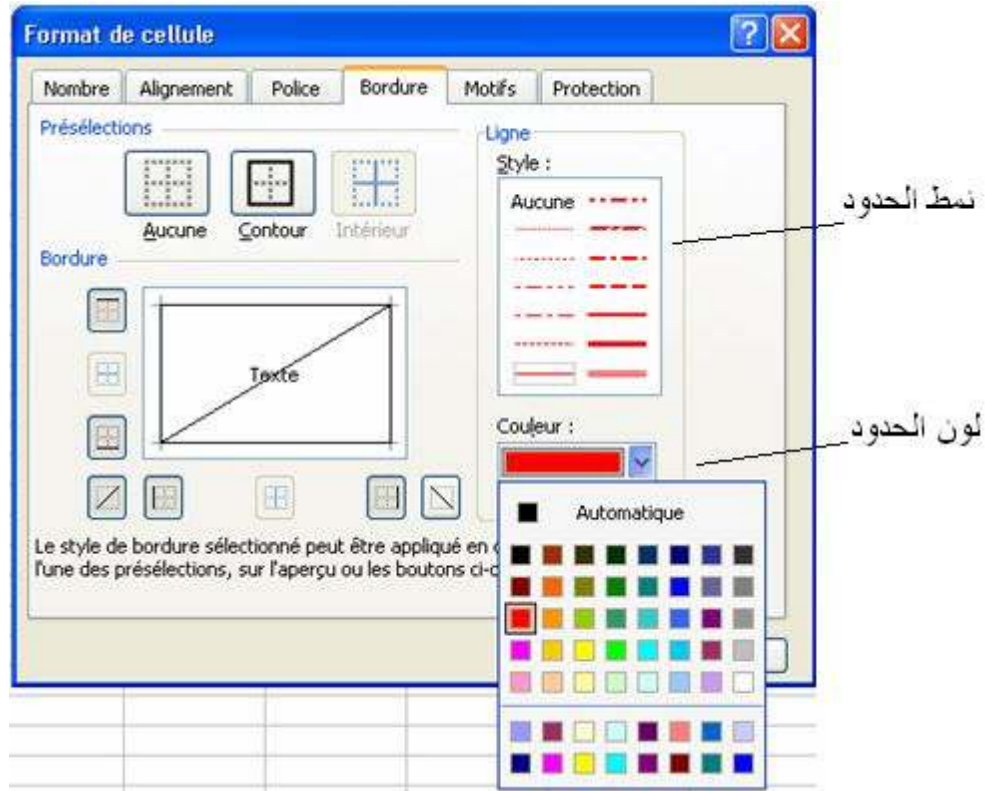 Format de cellule
Nombre Alignement Police Bordure Motifs Protection
Présélections
Aucune Contour Intérieur
Bordure
Texte
Ligne
Style :
Aucune
نمط الحدود
Couleur :
لون الحدود
Automatique
Le style de bordure sélectionné peut être appliqué en
l'une des présélections, sur l'aperçu ou les boutons